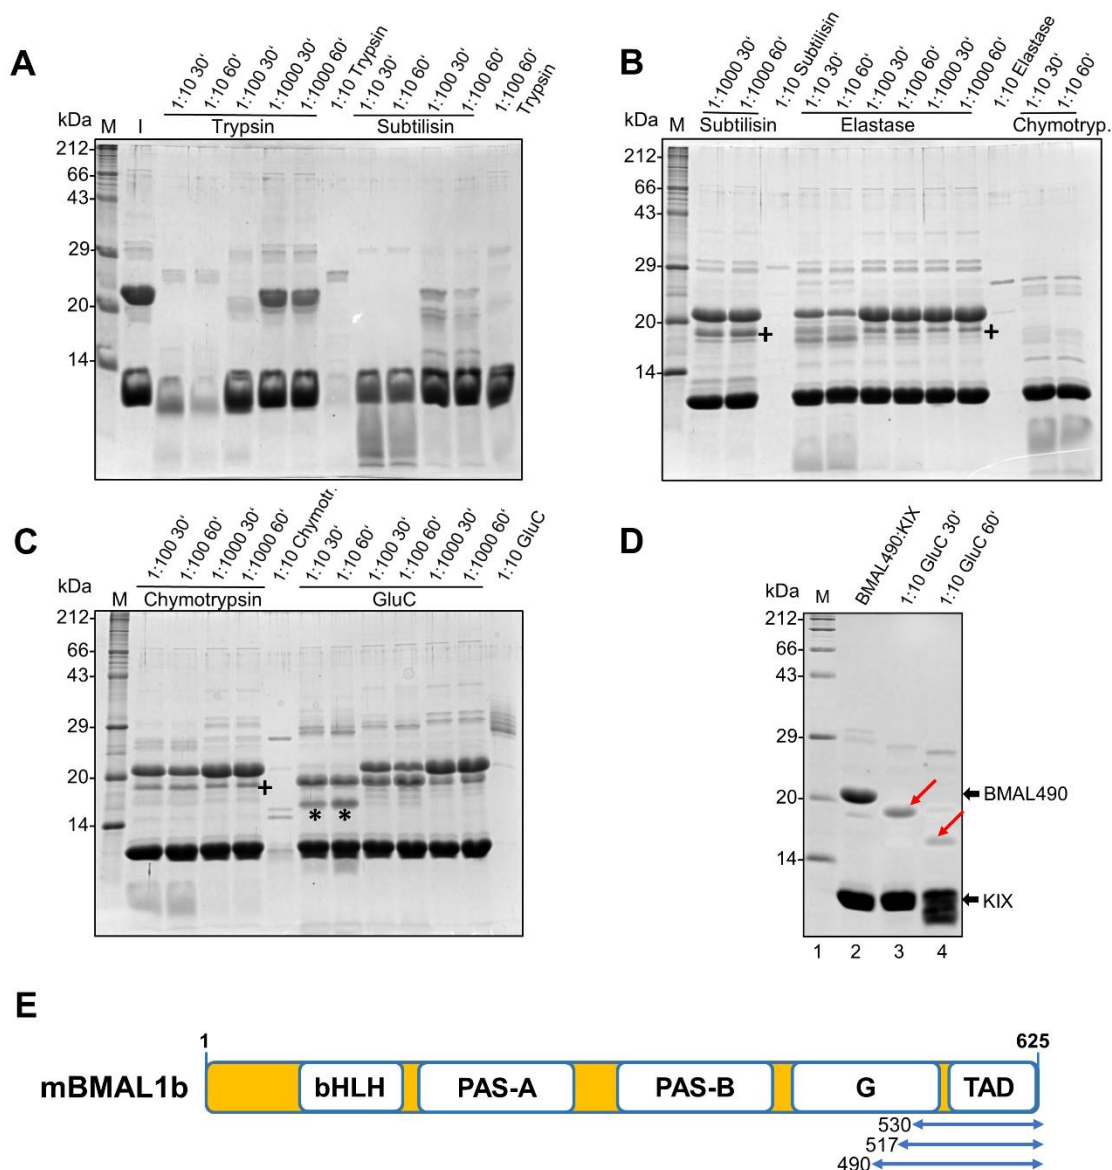 A
1:10 30‘
1:10 60‘
1:100 30‘
1:1000 30‘
1:1000 60‘
1:10 Trypsin
1:10 30‘
1:10 60‘
1:100 30‘
1:100 60‘
1:100 60‘
Trypsin
kDa
M I Trypsin Subtilisin
212-
66-
43-
29-
20-
14-
B
1:1000 30‘
1:1000 60‘
1:10 Subtilisin
1:10 30‘
1:10 60‘
1:100 30‘
1:100 60‘
1:1000 30‘
1:1000 60‘
1:10 Elastase
1:10 30‘
1:10 60‘
kDa
M Subtilisin Elastase Chymotryp.
212-
66-
43-
29-
20-
14-
+ +
C
1:100 30‘
1:100 60‘
1:1000 30‘
1:1000 60‘
1:10 Chymotr.
1:10 30‘
1:10 60‘
1:100 30‘
1:100 60‘
1:1000 30‘
1:1000 60‘
1:10 GluC
kDa
M Chymotrypsin GluC
212-
66-
43-
29-
20-
14-
+
* *
D
BMAL490:KIX
1:10 GluC 30‘
1:10 GluC 60‘
kDa
M
212-
66-
43-
29-
20-
14-
BMAL490
KIX
1 2 3 4
E
1 625
mBMAL1b bHLH PAS-A PAS-B G TAD
530
517
490